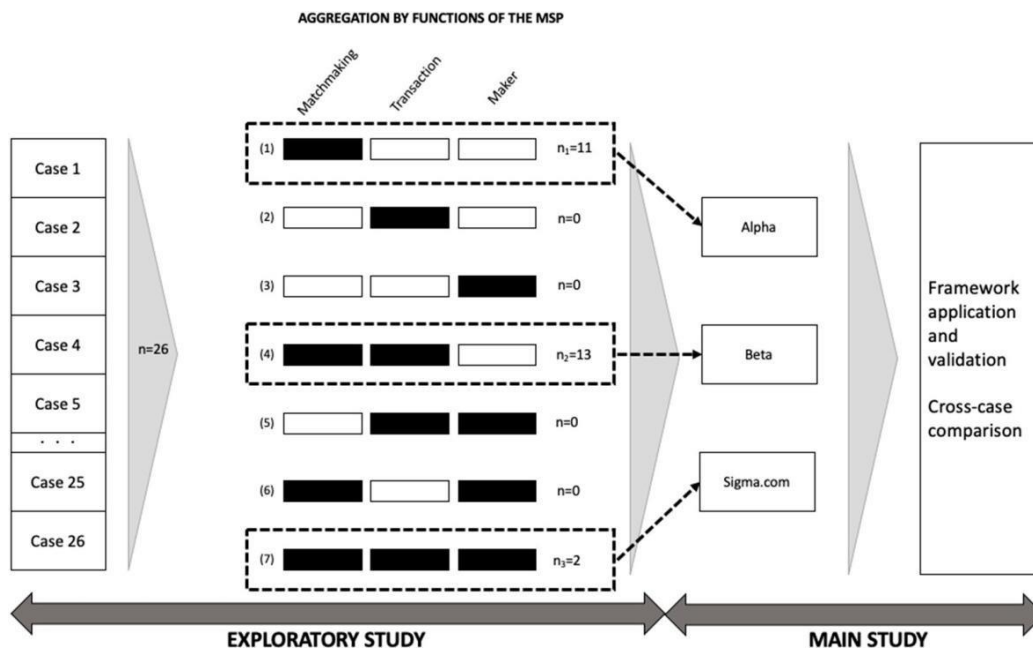 AGGREGATION BY FUNCTIONS OF THE MSP
Matchmaking
Transaction
Maker
Case 1
Case 2
Case 3
Case 4
Case 5
. . .
Case 25
Case 26
n=26
(1) n₁=11
(2) n=0
(3) n=0
(4) n₂=13
(5) n=0
(6) n=0
(7) n₃=2
Alpha
Beta
Sigma.com
Framework
application
and
validation
Cross-case
comparison
EXPLORATORY STUDY
MAIN STUDY